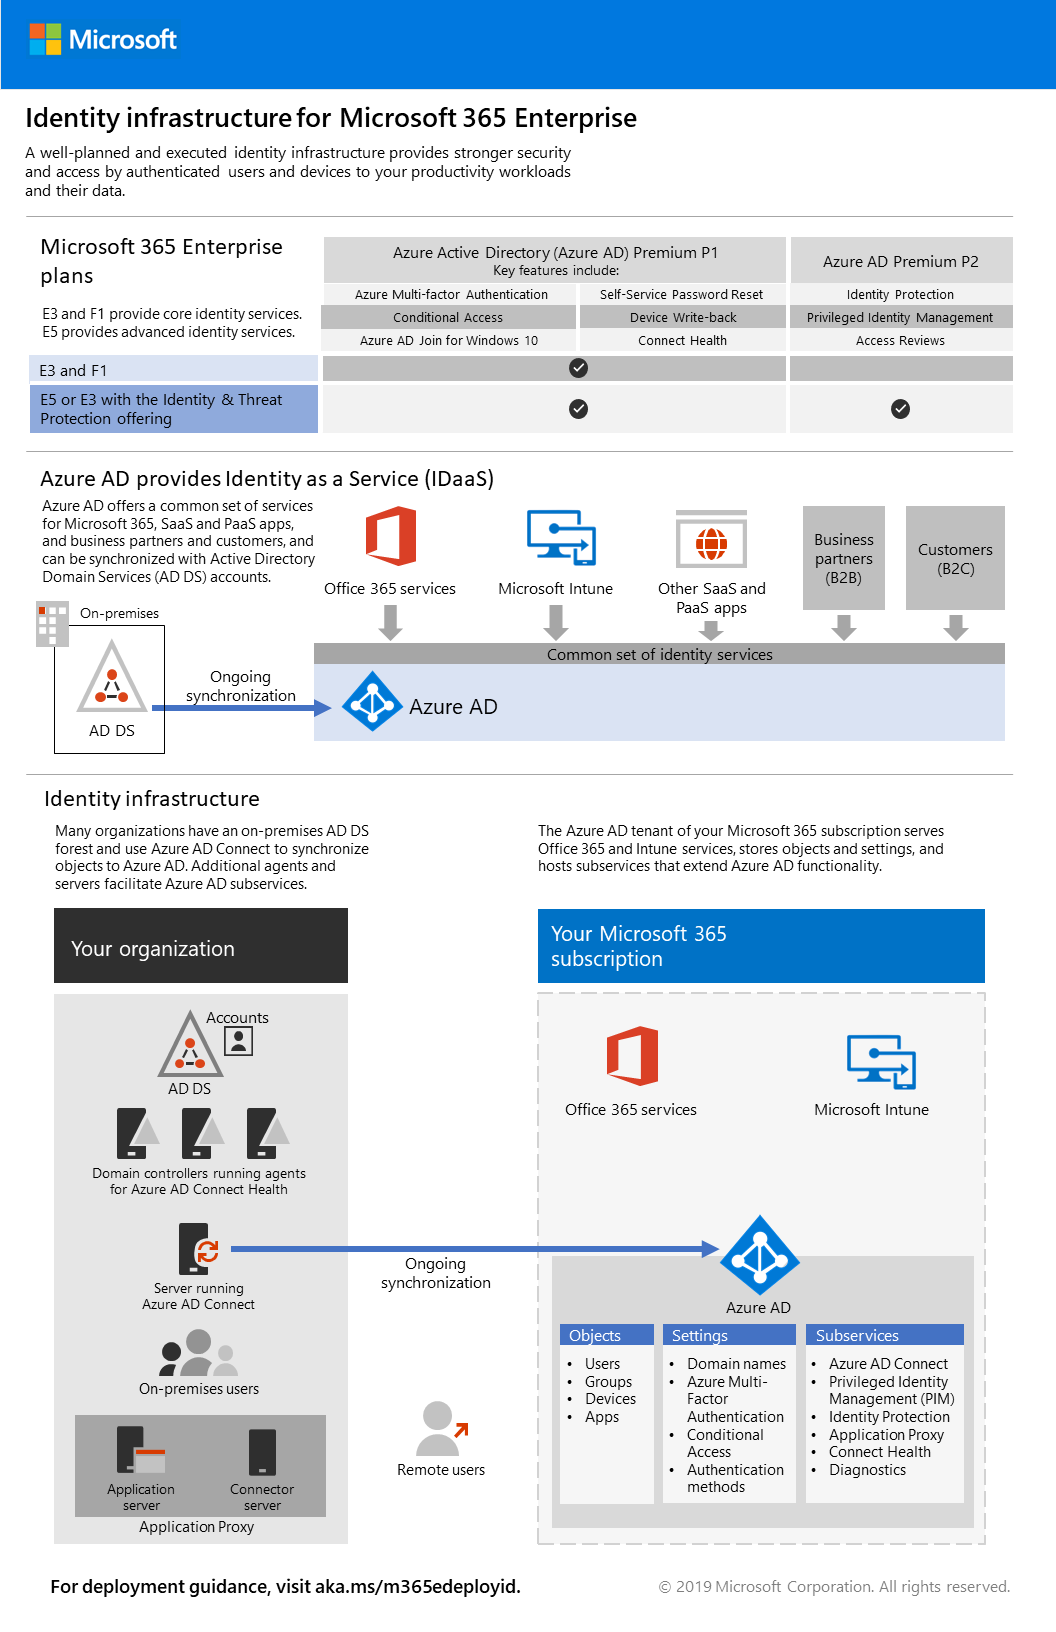 Microsoft
Identity infrastructure for Microsoft 365 Enterprise
A well-planned and executed identity infrastructure provides stronger security
and access by authenticated users and devices to your productivity workloads
and their data.
Microsoft 365 Enterprise
plans
E3 and F1 provide core identity services.
E5 provides advanced identity services.
Azure Active Directory (Azure AD) Premium P1
Key features include:
Azure AD Premium P2
Azure Multi-factor Authentication
Self-Service Password Reset
Identity Protection
Conditional Access
Device Write-back
Privileged Identity Management
Azure AD Join for Windows 10
Connect Health
Access Reviews
E3 and F1
E5 or E3 with the Identity & Threat
Protection offering
Azure AD provides Identity as a Service (IDaaS)
Azure AD offers a common set of services
for Microsoft 365, SaaS and PaaS apps,
and business partners and customers, and
can be synchronized with Active Directory
Domain Services (AD DS) accounts.
Office 365 services
Microsoft Intune
Other SaaS and
PaaS apps
Business
partners
(B2B)
Customers
(B2C)
On-premises
AD DS
Ongoing
synchronization
Common set of identity services
Azure AD
Identity infrastructure
Many organizations have an on-premises AD DS
forest and use Azure AD Connect to synchronize
objects to Azure AD. Additional agents and
servers facilitate Azure AD subservices.
The Azure AD tenant of your Microsoft 365 subscription serves
Office 365 and Intune services, stores objects and settings, and
hosts subservices that extend Azure AD functionality.
Your organization
Accounts
AD DS
Domain controllers running agents
for Azure AD Connect Health
Server running
Azure AD Connect
On-premises users
Application
server
Connector
server
Application Proxy
Ongoing
synchronization
Remote users
Your Microsoft 365
subscription
Office 365 services
Microsoft Intune
Azure AD
Objects
• Users
• Groups
• Devices
• Apps
Settings
• Domain names
• Azure Multi-
Factor
Authentication
• Conditional
Access
• Authentication
methods
Subservices
• Azure AD Connect
• Privileged Identity
Management (PIM)
• Identity Protection
• Application Proxy
• Connect Health
• Diagnostics
For deployment guidance, visit aka.ms/m365edeployid.
© 2019 Microsoft Corporation. All rights reserved.